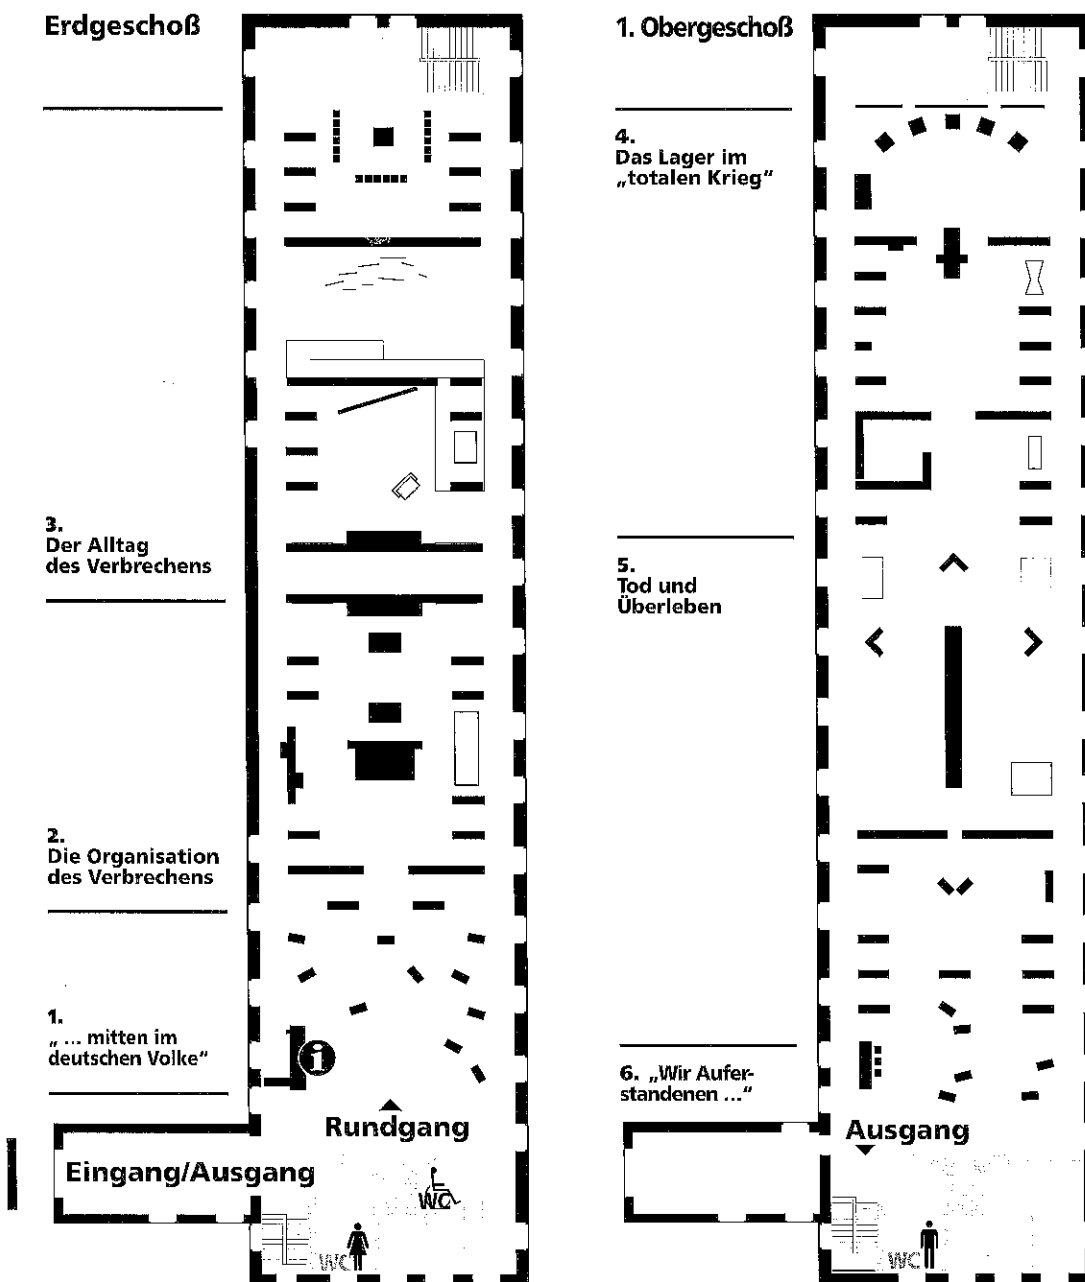 Erdgeschoß
3.
Der Alltag
des Verbrechens
2.
Die Organisation
des Verbrechens
1.
„ ... mitten im
deutschen Volke“
i
Rundgang
Eingang/Ausgang
WC
WC
1. Obergeschoß
4.
Das Lager im
„totalen Krieg“
5.
Tod und
Überleben
6. „Wir Aufer-
standenen ...“
Ausgang
WC